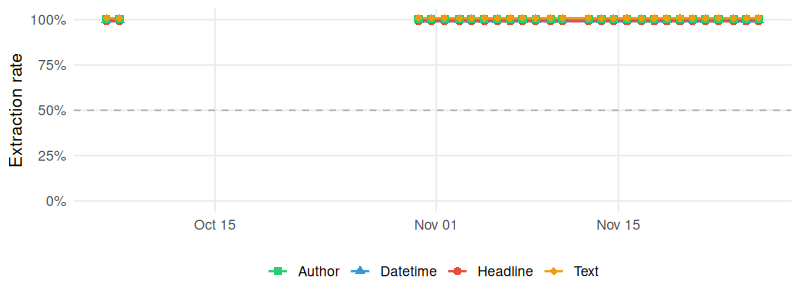 Extraction rate
100%
75%
50%
25%
0%
Oct 15 Nov 01 Nov 15
Author Datetime Headline Text